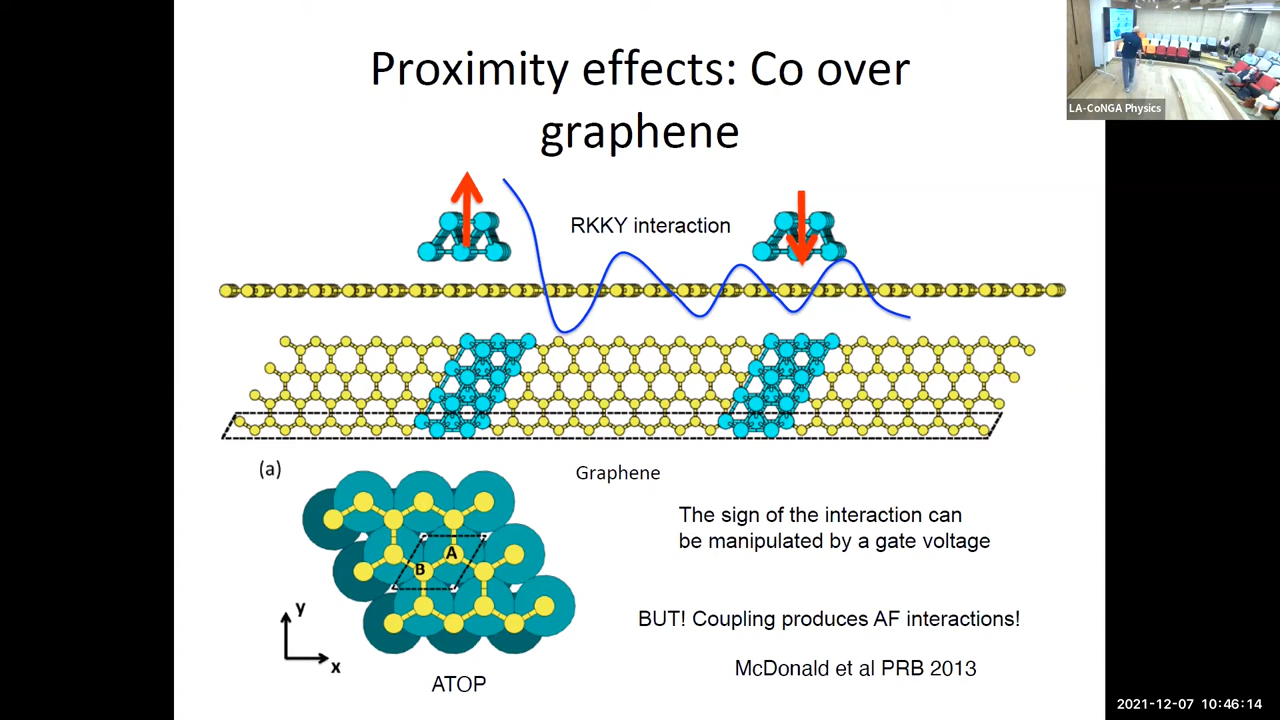 Proximity effects: Co over
graphene
LA-CoNGA Physics
RKKY interaction
(a)
Graphene
The sign of the interaction can
be manipulated by a gate voltage
A
B
y
x
BUT! Coupling produces AF interactions!
McDonald et al PRB 2013
ATOP
2021-12-07 10:46:14